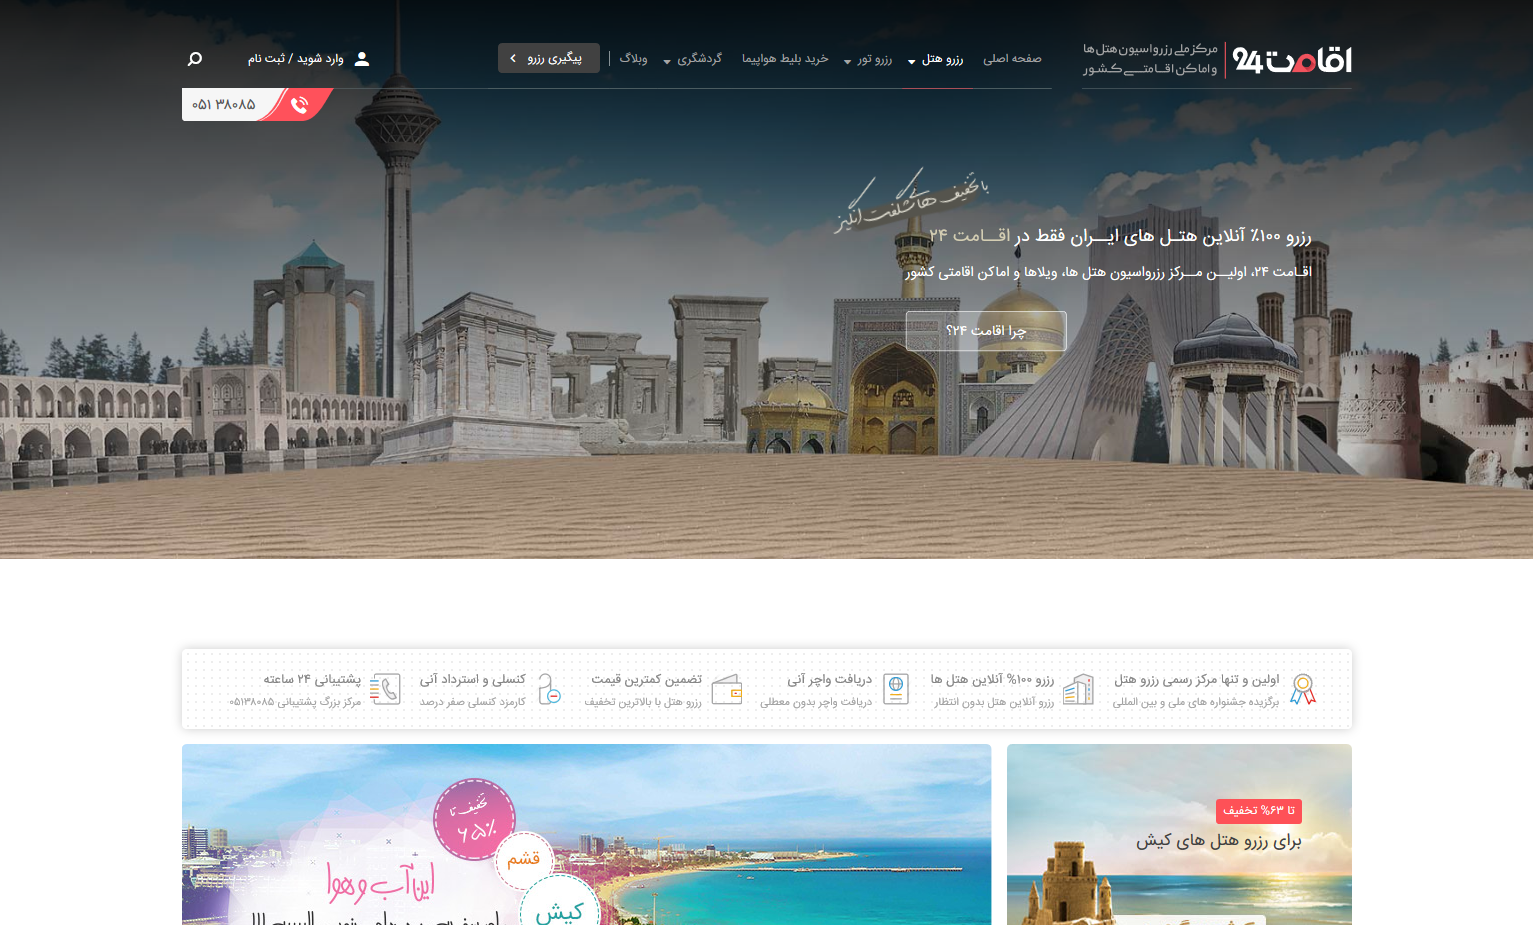 اقامت 24
مرکز ملی رزرواسیون هتل ها
و اماکن اقــامتـــی کـشـور
صفحه اصلی
رزرو هتل
رزرو تور
خرید بلیط هواپیما
گردشگری
وبلاگ
پیگیری رزرو
وارد شوید / ثبت نام
۰۵۱ ۳۸۰۸۵
با تخفیف های شگفت انگیز
رزرو ۱۰۰٪ آنلاین هتـل های ایــران فقط در اقــامت ۲۴
اقـامت ۲۴، اولیــن مــرکز رزرواسیون هتل ها، ویلاها و اماکن اقامتی کشور
چرا اقامت ۲۴؟
اولین و تنها مرکز رسمی رزرو هتل
برگزیده جشنواره های ملی و بین المللی
رزرو ۱۰۰% آنلاین هتل ها
رزرو آنلاین هتل بدون انتظار
دریافت واچر آنی
دریافت واچر بدون معطلی
تضمین کمترین قیمت
رزرو هتل با بالاترین تخفیف
کنسلی و استرداد آنی
کارمزد کنسلی صفر درصد
پشتیبانی ۲۴ ساعته
مرکز بزرگ پشتیبانی ۰۵۱۳۸۰۸۵
تا ۶۳% تخفیف
برای رزرو هتل های کیش
تخفیف تا
۶۵٪
قشم
کیش
این آب و هوا